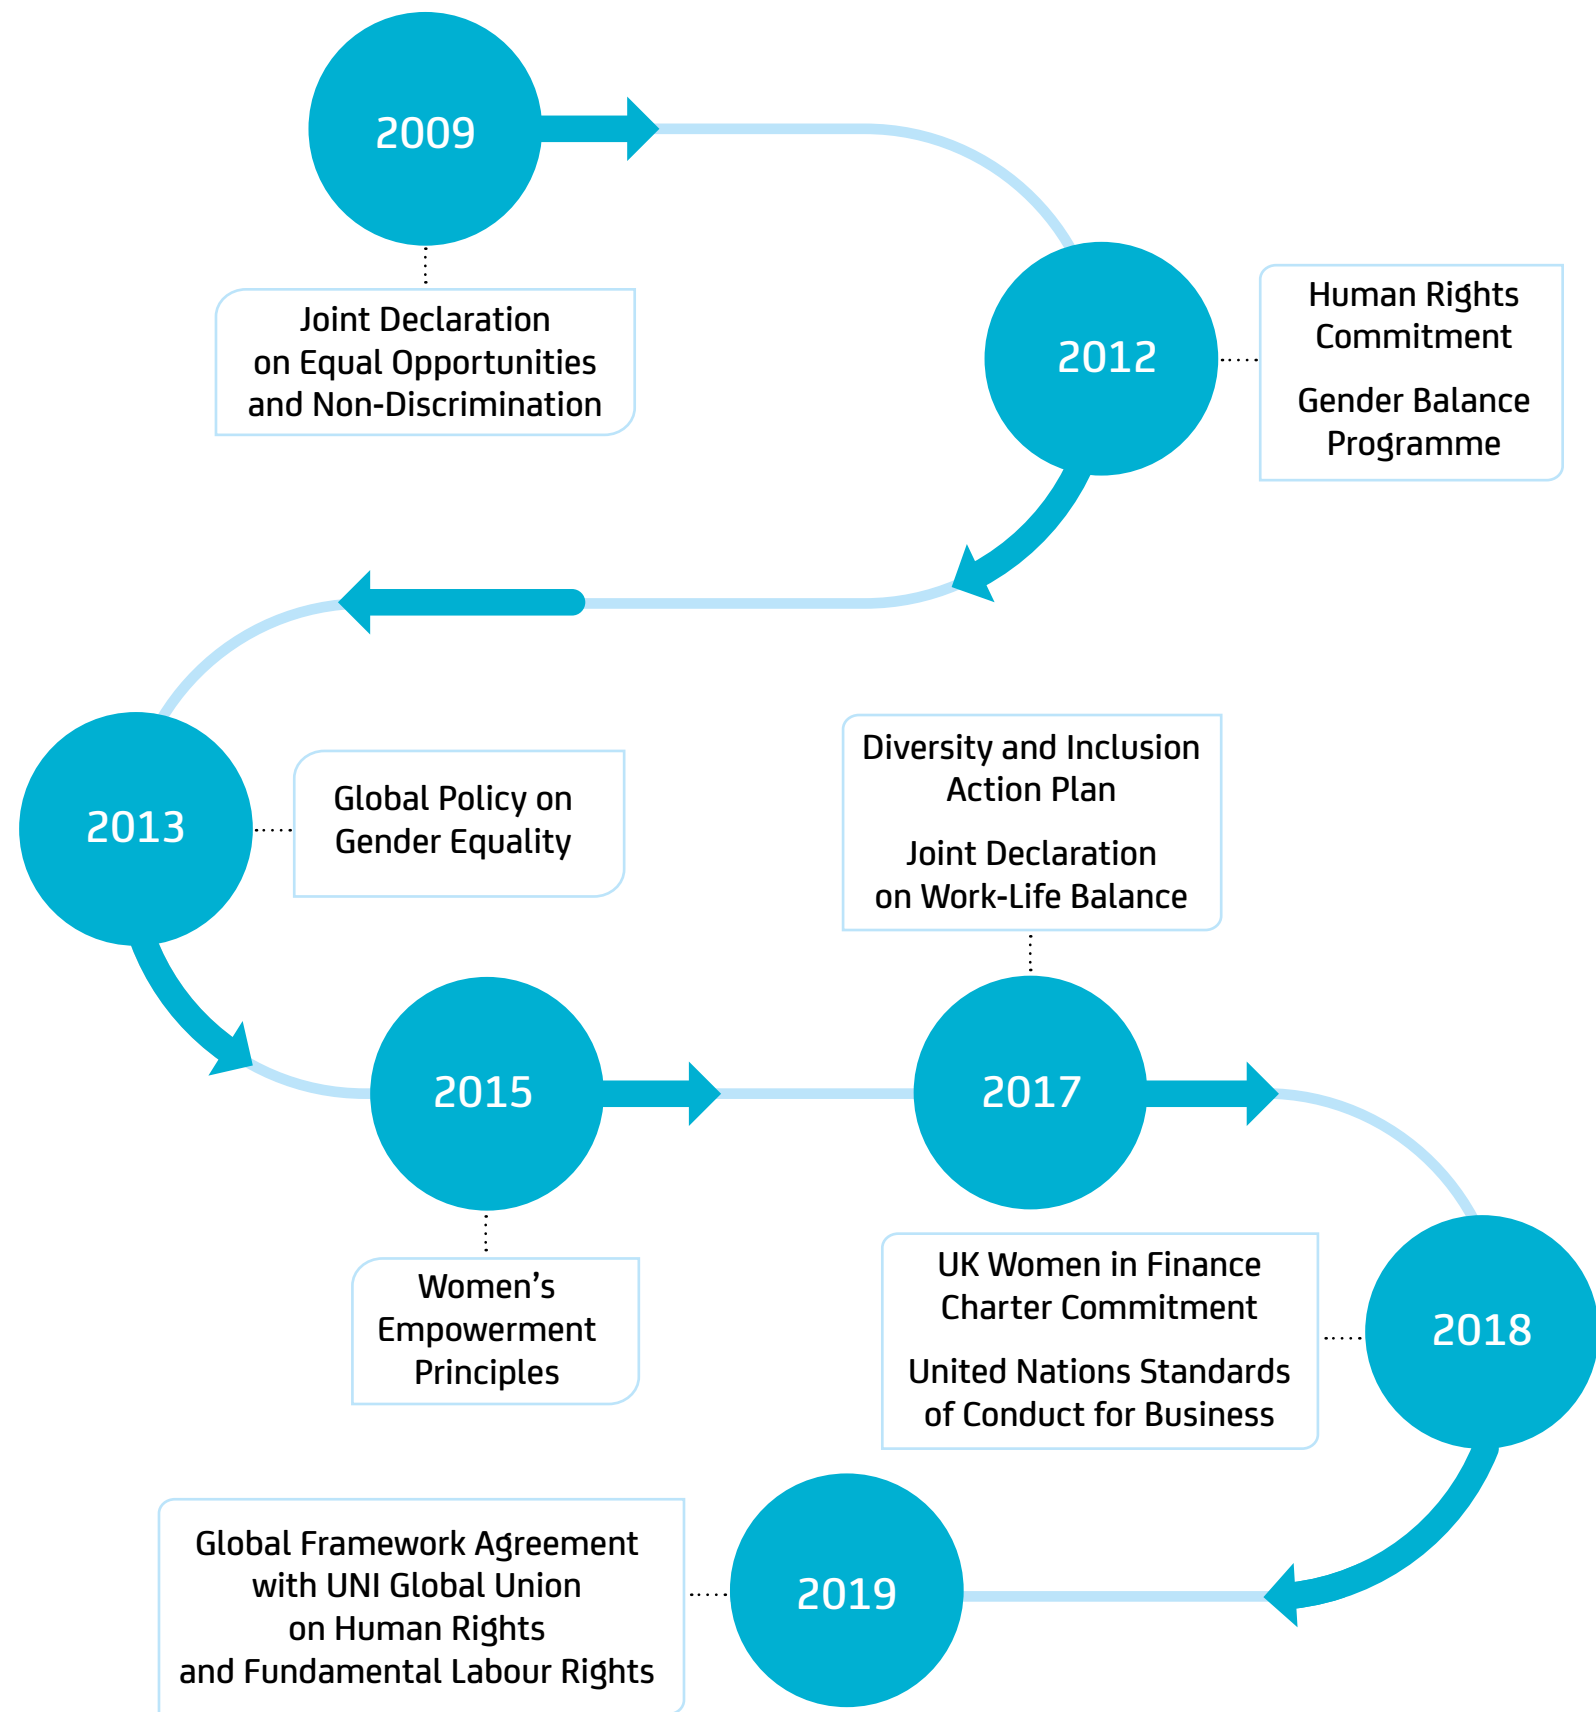 2009
Joint Declaration
on Equal Opportunities
and Non-Discrimination
2012
Human Rights
Commitment
Gender Balance
Programme
2013
Global Policy on
Gender Equality
2015
Women’s
Empowerment
Principles
Diversity and Inclusion
Action Plan
Joint Declaration
on Work-Life Balance
2017
UK Women in Finance
Charter Commitment
United Nations Standards
of Conduct for Business
2018
Global Framework Agreement
with UNI Global Union
on Human Rights
and Fundamental Labour Rights
2019